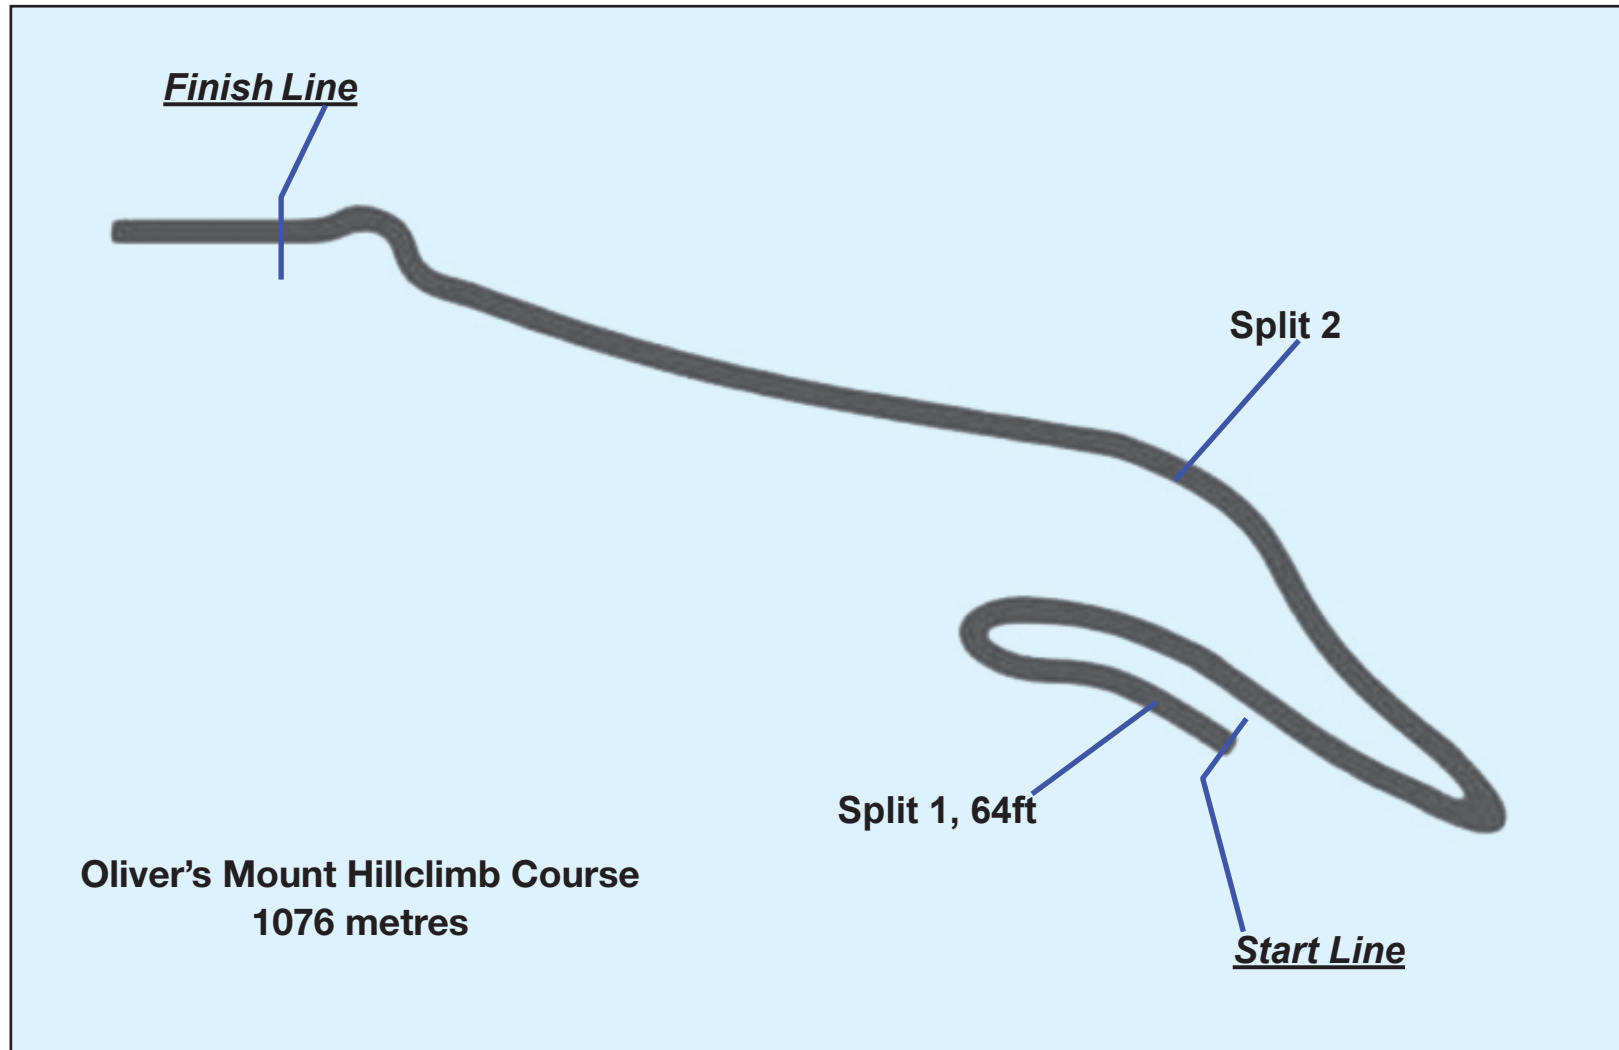 Finish Line
Split 2
Split 1, 64ft
Oliver’s Mount Hillclimb Course
1076 metres
Start Line